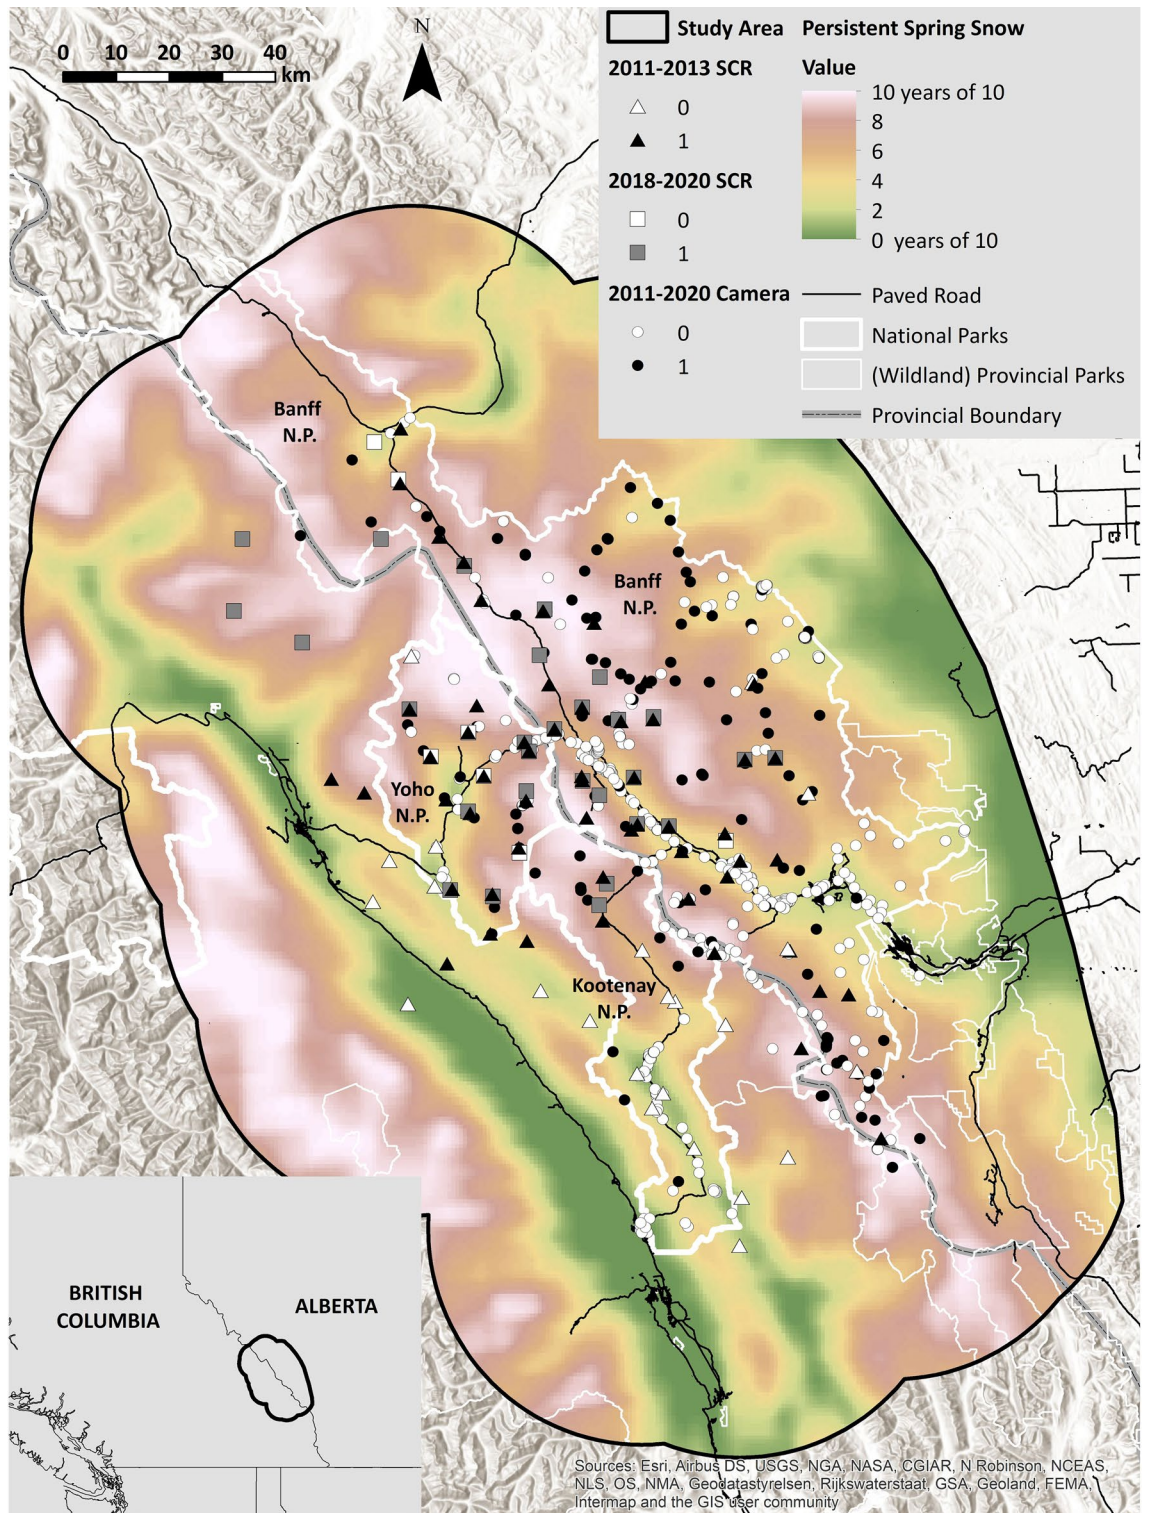 0 10 20 30 40
km
N
Study Area
2011-2013 SCR
0
1
2018-2020 SCR
0
1
2011-2020 Camera
0
1
Persistent Spring Snow
Value
10 years of 10
8
6
4
2
0 years of 10
Paved Road
National Parks
(Wildland) Provincial Parks
Provincial Boundary
Banff
N.P.
Banff
N.P.
Yoho
N.P.
Kootenay
N.P.
BRITISH
COLUMBIA
ALBERTA
Sources: Esri, Airbus DS, USGS, NGA, NASA, CGIAR, N Robinson, NCEAS,
NLS, OS, NMA, Geodatastyrelsen, Rijkswaterstaat, GSA, Geoland, FEMA,
Intermap and the GIS user community